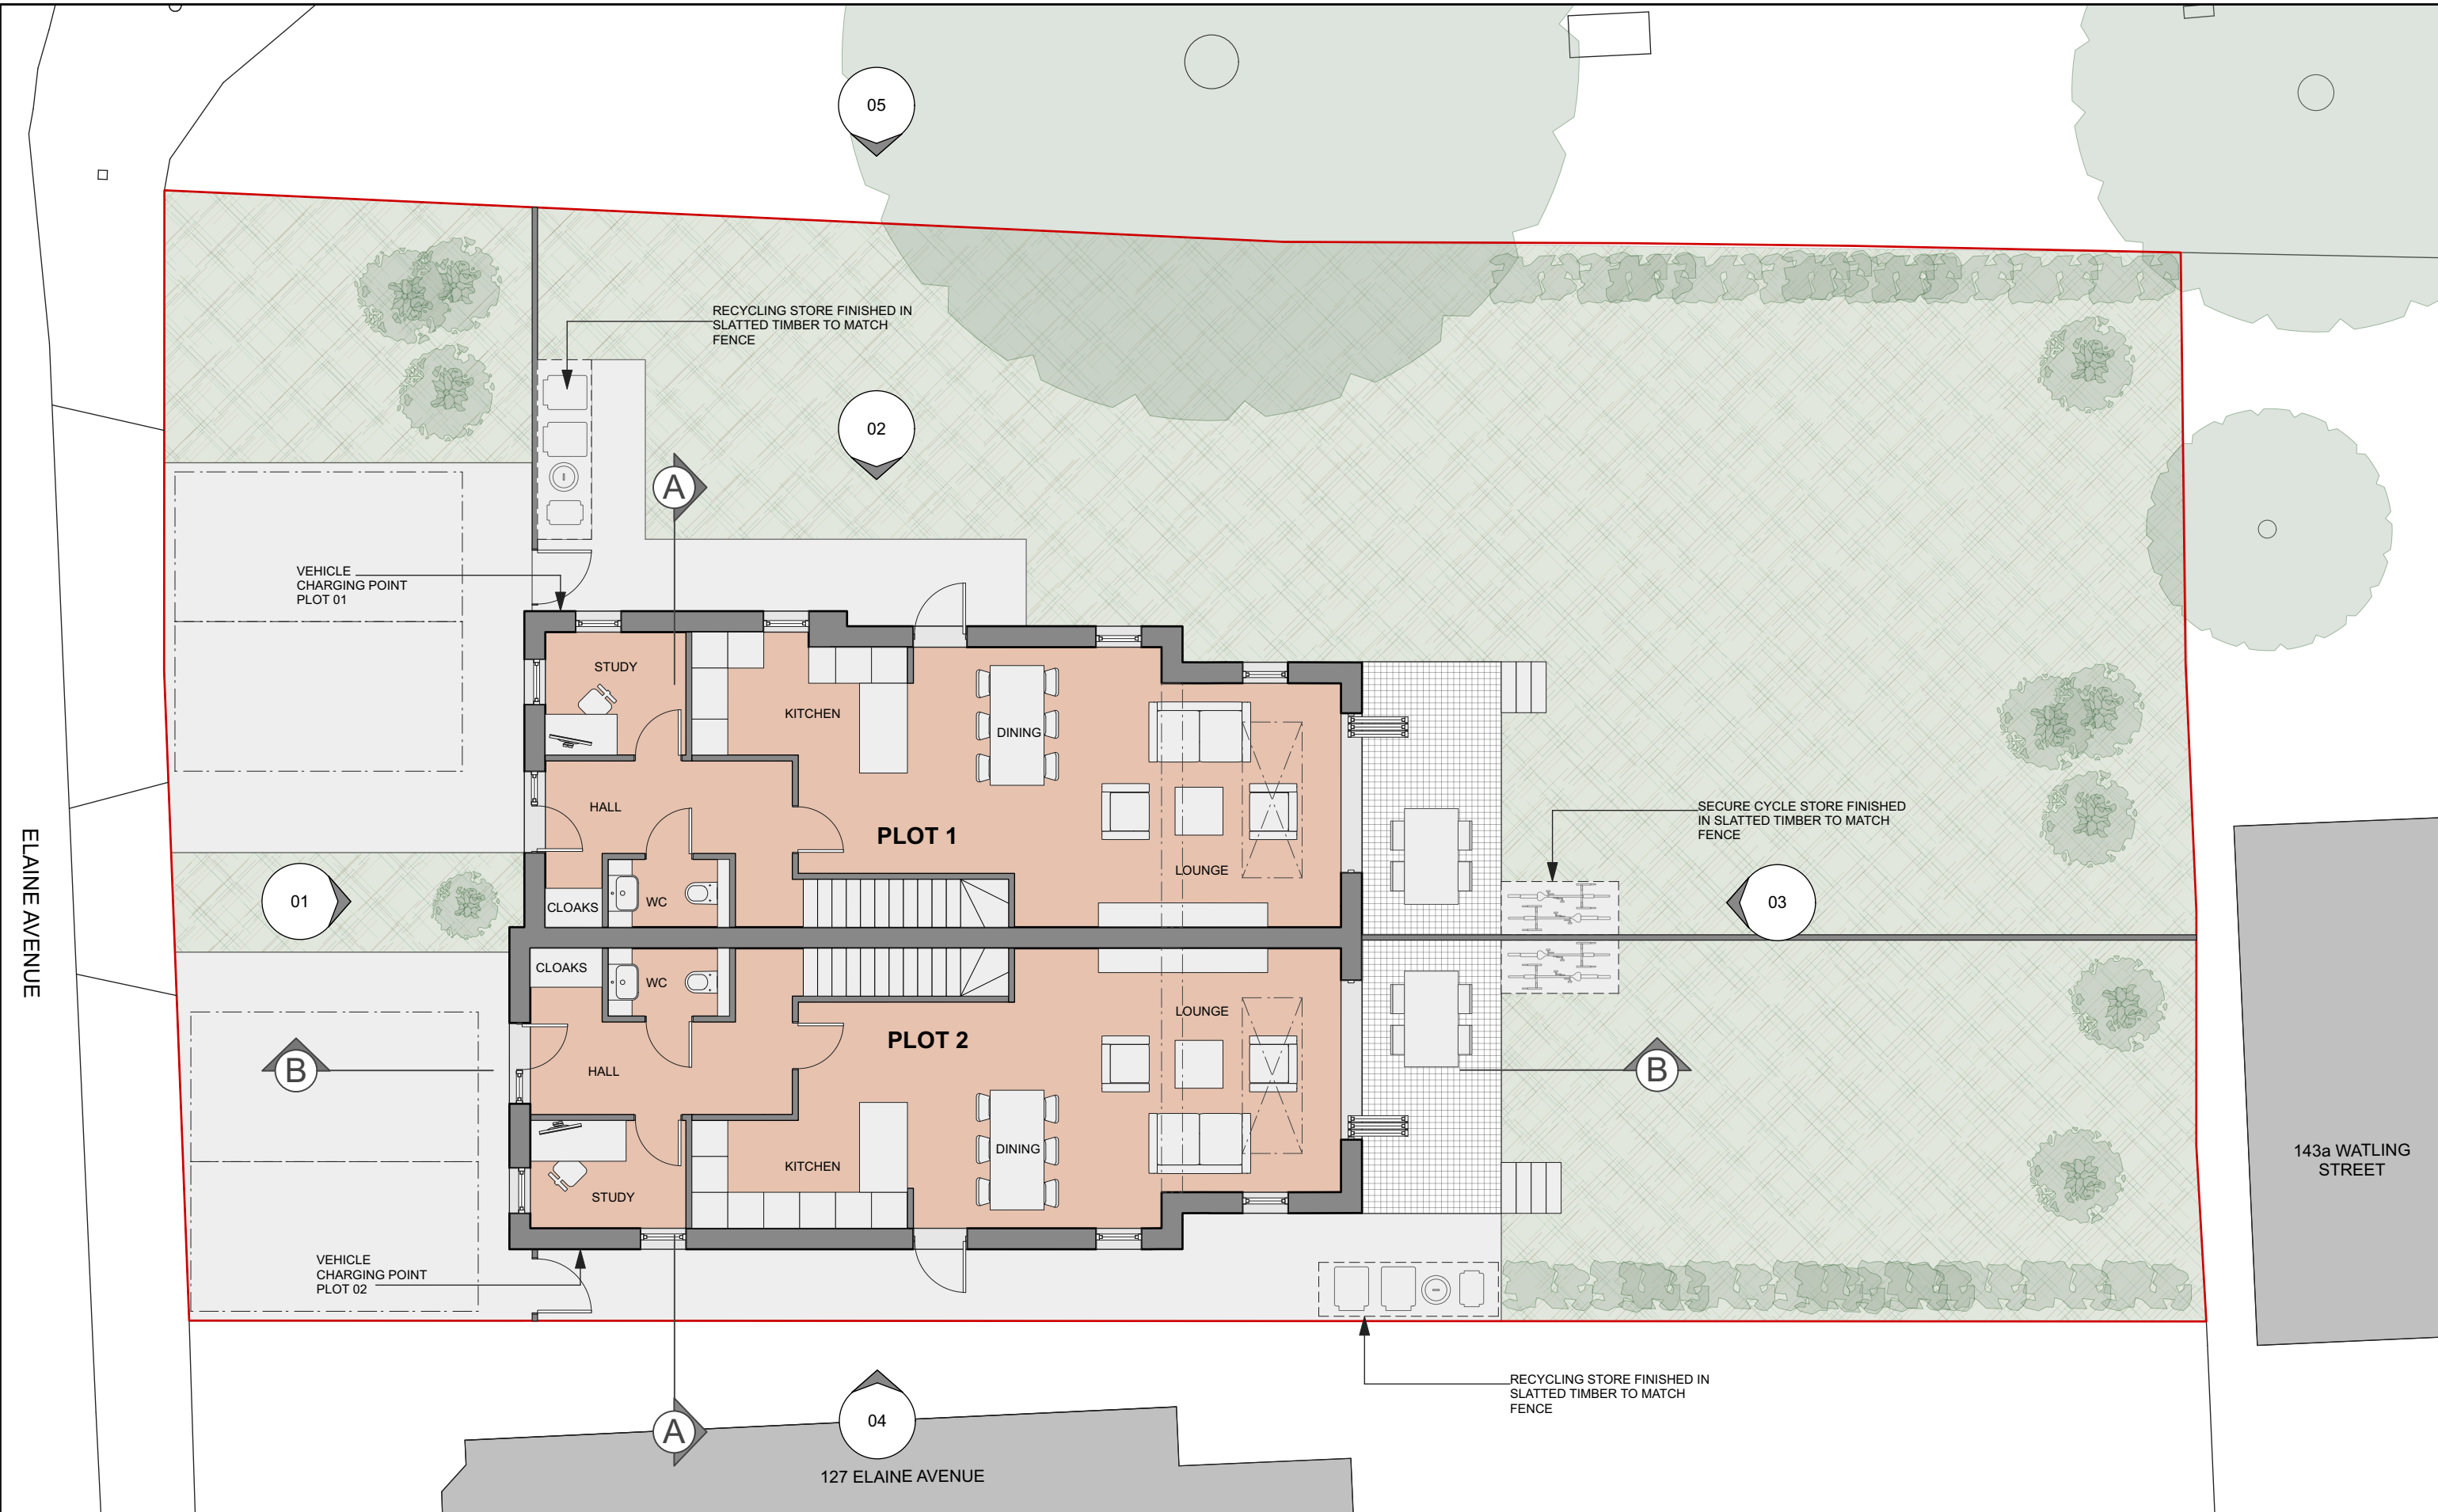 05
RECYCLING STORE FINISHED IN
SLATTED TIMBER TO MATCH
FENCE
02
A
VEHICLE
CHARGING POINT
PLOT 01
STUDY
KITCHEN
DINING
HALL
PLOT 1
SECURE CYCLE STORE FINISHED
IN SLATTED TIMBER TO MATCH
FENCE
LOUNGE
ELAINE AVENUE
01
CLOAKS
WC
03
CLOAKS
WC
LOUNGE
PLOT 2
B
HALL
B
DINING
KITCHEN
STUDY
143a WATLING
STREET
VEHICLE
CHARGING POINT
PLOT 02
RECYCLING STORE FINISHED IN
SLATTED TIMBER TO MATCH
FENCE
A
04
127 ELAINE AVENUE